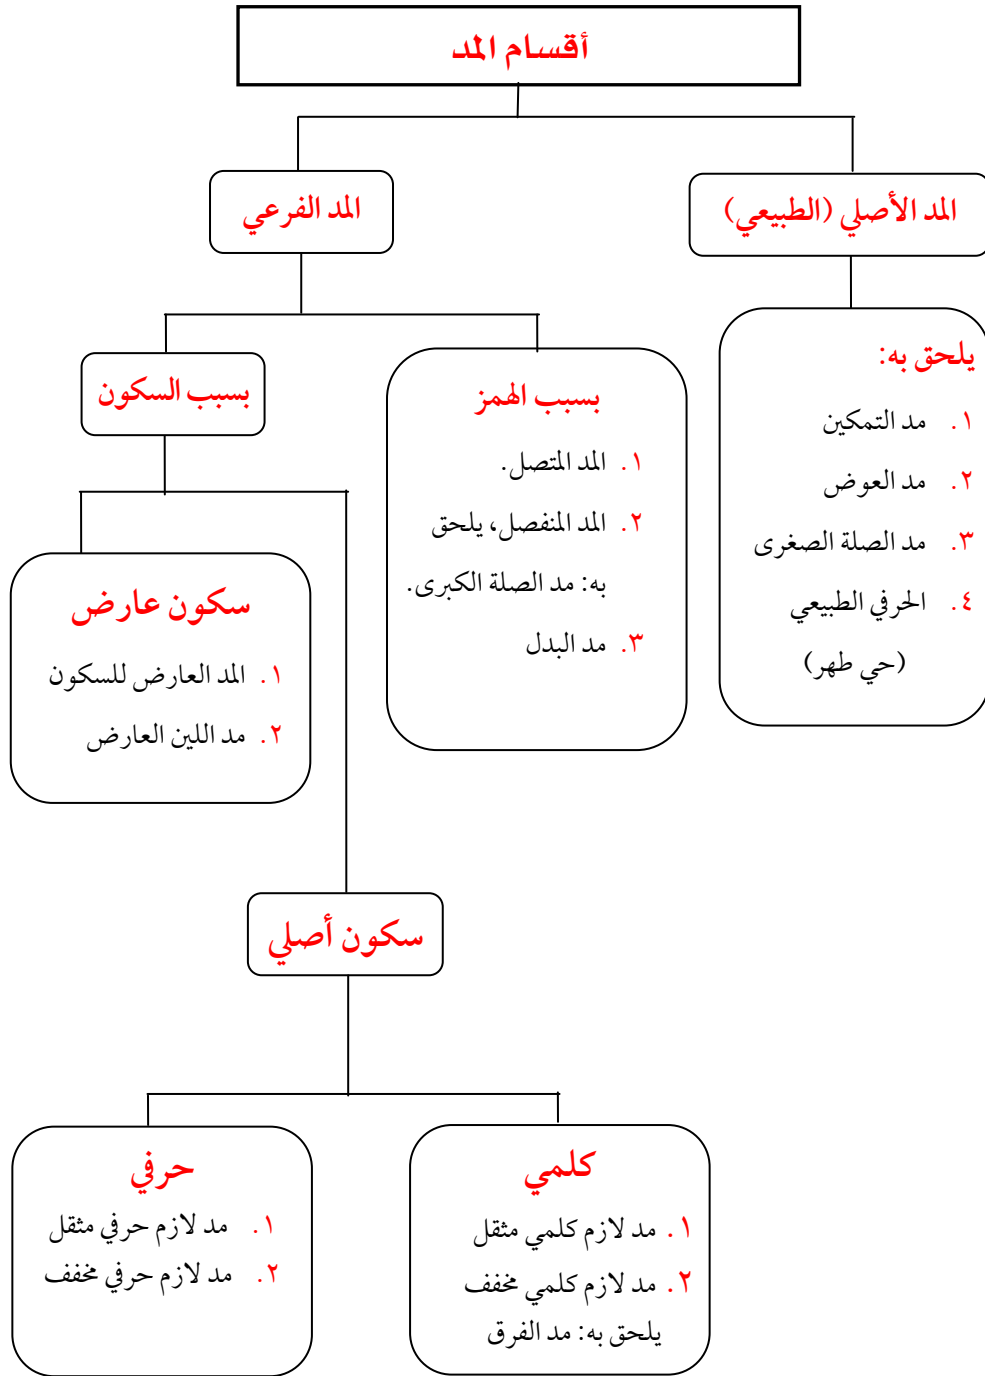 أقسام المد
المد الأصلي (الطبيعي)
المد الفرعي
يلحق به:
١. مد التمكين
٢. مد العوض
٣. مد الصلة الصغرى
٤. الحرفي الطبيعي
(حي طهر)
بسبب الهمز
١. المد المتصل.
٢. المد المنفصل، يلحق
به: مد الصلة الكبرى.
٣. مد البدل
بسبب السكون
سكون عارض
١. المد العارض للسكون
٢. مد اللين العارض
سكون أصلي
كلمي
١. مد لازم كلمي مثقل
٢. مد لازم كلمي مخفف
يلحق به: مد الفرق
حرفي
١. مد لازم حرفي مثقل
٢. مد لازم حرفي مخفف